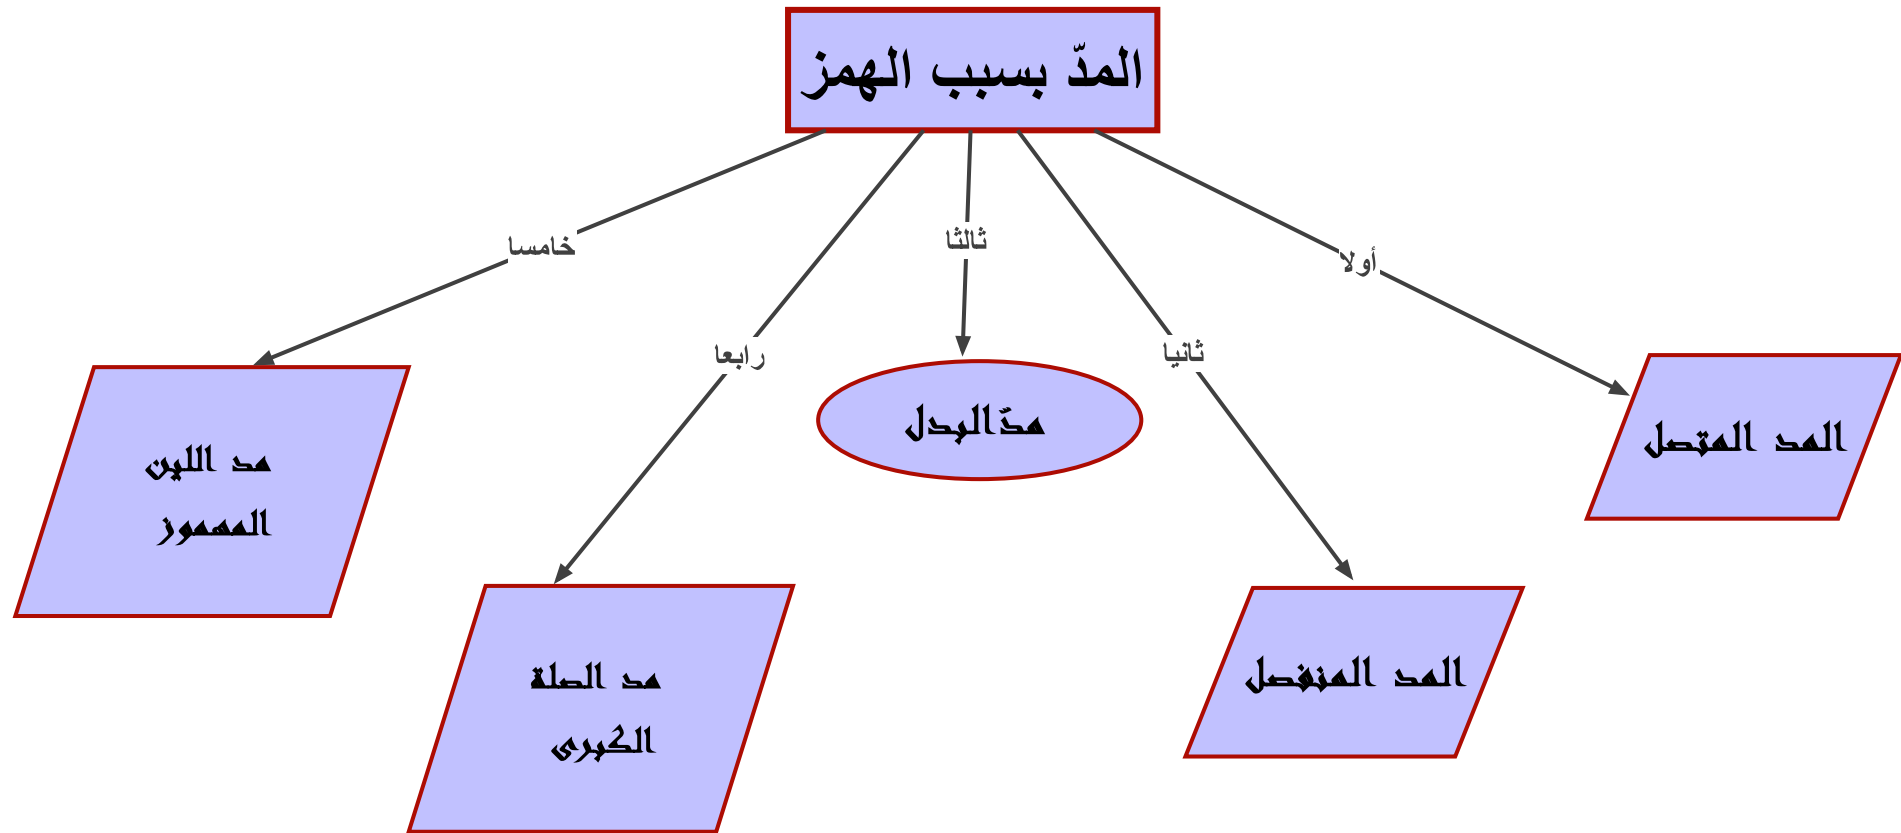 المدّ بسبب الهمز
أولا
المد المتصل
ثانيا
المد المنفصل
ثالثا
مدّ البدل
رابعا
مد الصلة
الكبرى
خامسا
مد اللين
المهموز